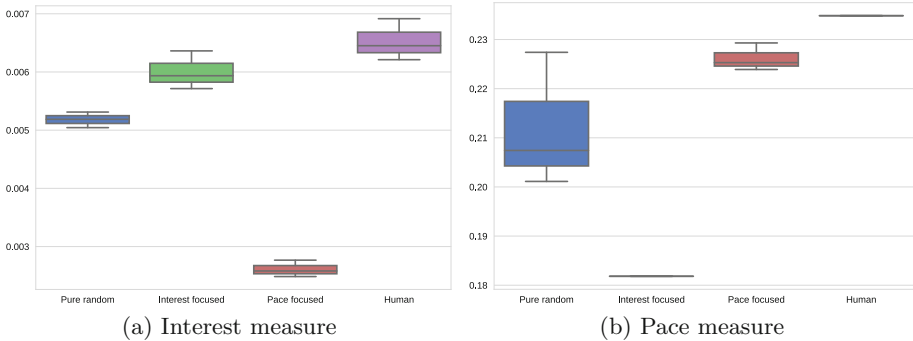 0.007
0.006
0.005
0.004
0.003
Pure random Interest focused Pace focused Human
(a) Interest measure
0.23
0.22
0.21
0.20
0.19
0.18
Pure random Interest focused Pace focused Human
(b) Pace measure